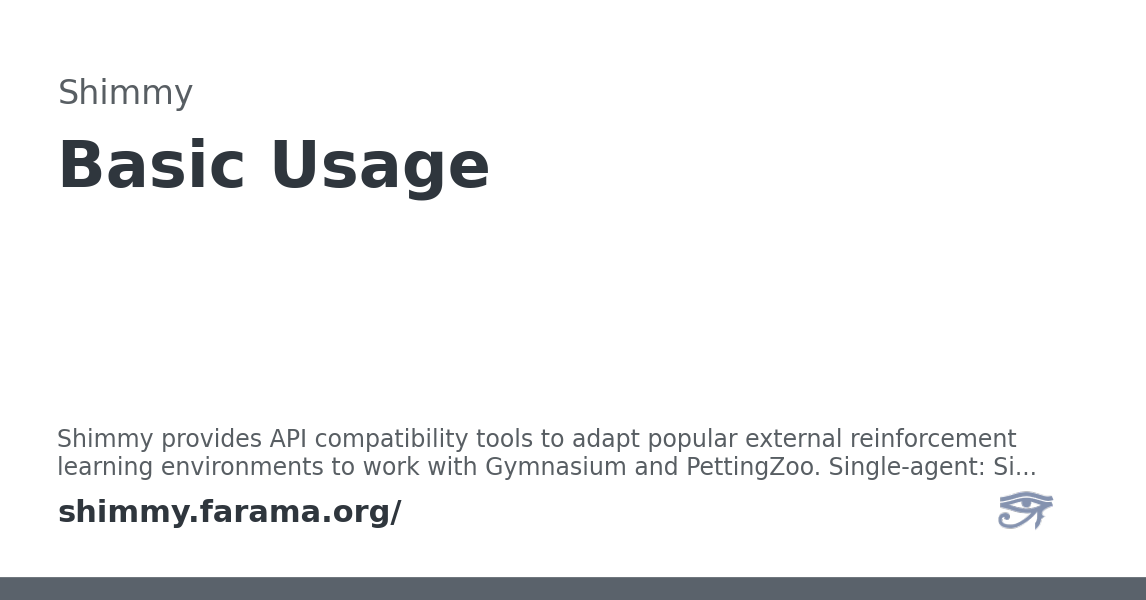 Shimmy
Basic Usage
Shimmy provides API compatibility tools to adapt popular external reinforcement
learning environments to work with Gymnasium and PettingZoo. Single-agent: Si...
shimmy.farama.org/